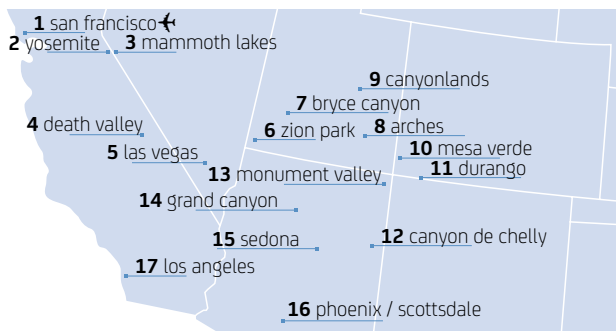 1 san francisco
2 yosemite
3 mammoth lakes
9 canyonlands
7 bryce canyon
4 death valley
6 zion park
8 arches
5 las vegas
10 mesa verde
13 monument valley
11 durango
14 grand canyon
15 sedona
12 canyon de chelly
17 los angeles
16 phoenix / scottsdale